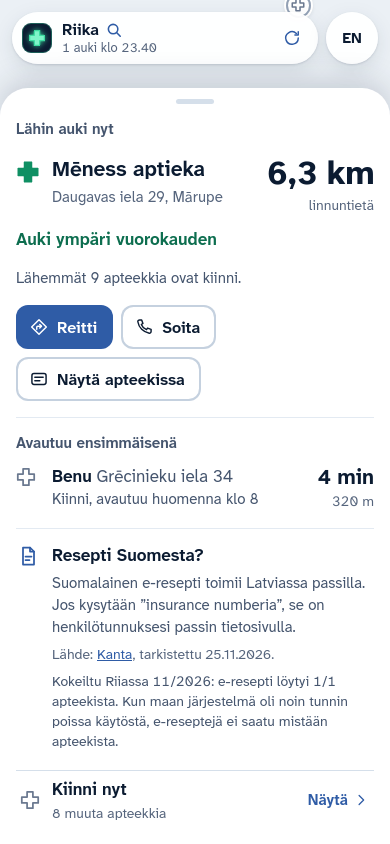 Riika
1 auki klo 23.40
EN
Lähin auki nyt
Mēness aptieka
6,3 km
Daugavas iela 29, Mārupe
linnuntietä
Auki ympäri vuorokauden
Lähemmät 9 apteekkia ovat kiinni.
Reitti
Soita
Näytä apteekissa
Avautuu ensimmäisenä
Benu Grēcinieku iela 34
4 min
Kiinni, avautuu huomenna klo 8
320 m
Resepti Suomesta?
Suomalainen e-resepti toimii Latviassa passilla.
Jos kysytään ”insurance numberia”, se on
henkilötunnuksesi passin tietosivulla.
Lähde: Kanta, tarkistettu 25.11.2026.
Kokeiltu Riiassa 11/2026: e-resepti löytyi 1/1
apteekista. Kun maan järjestelmä oli noin tunnin
poissa käytöstä, e-reseptejä ei saatu mistään
apteekista.
Kiinni nyt
Näytä
8 muuta apteekkia